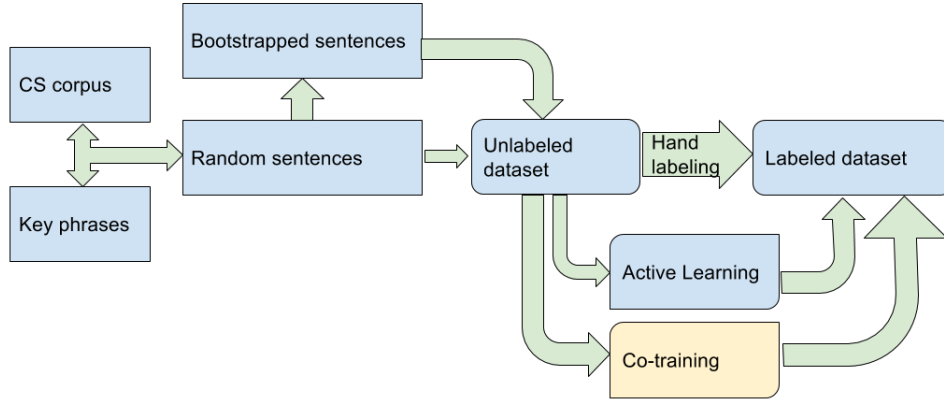 CS corpus
Key phrases
Bootstrapped sentences
Random sentences
Unlabeled
dataset
Hand
labeling
Labeled dataset
Active Learning
Co-training